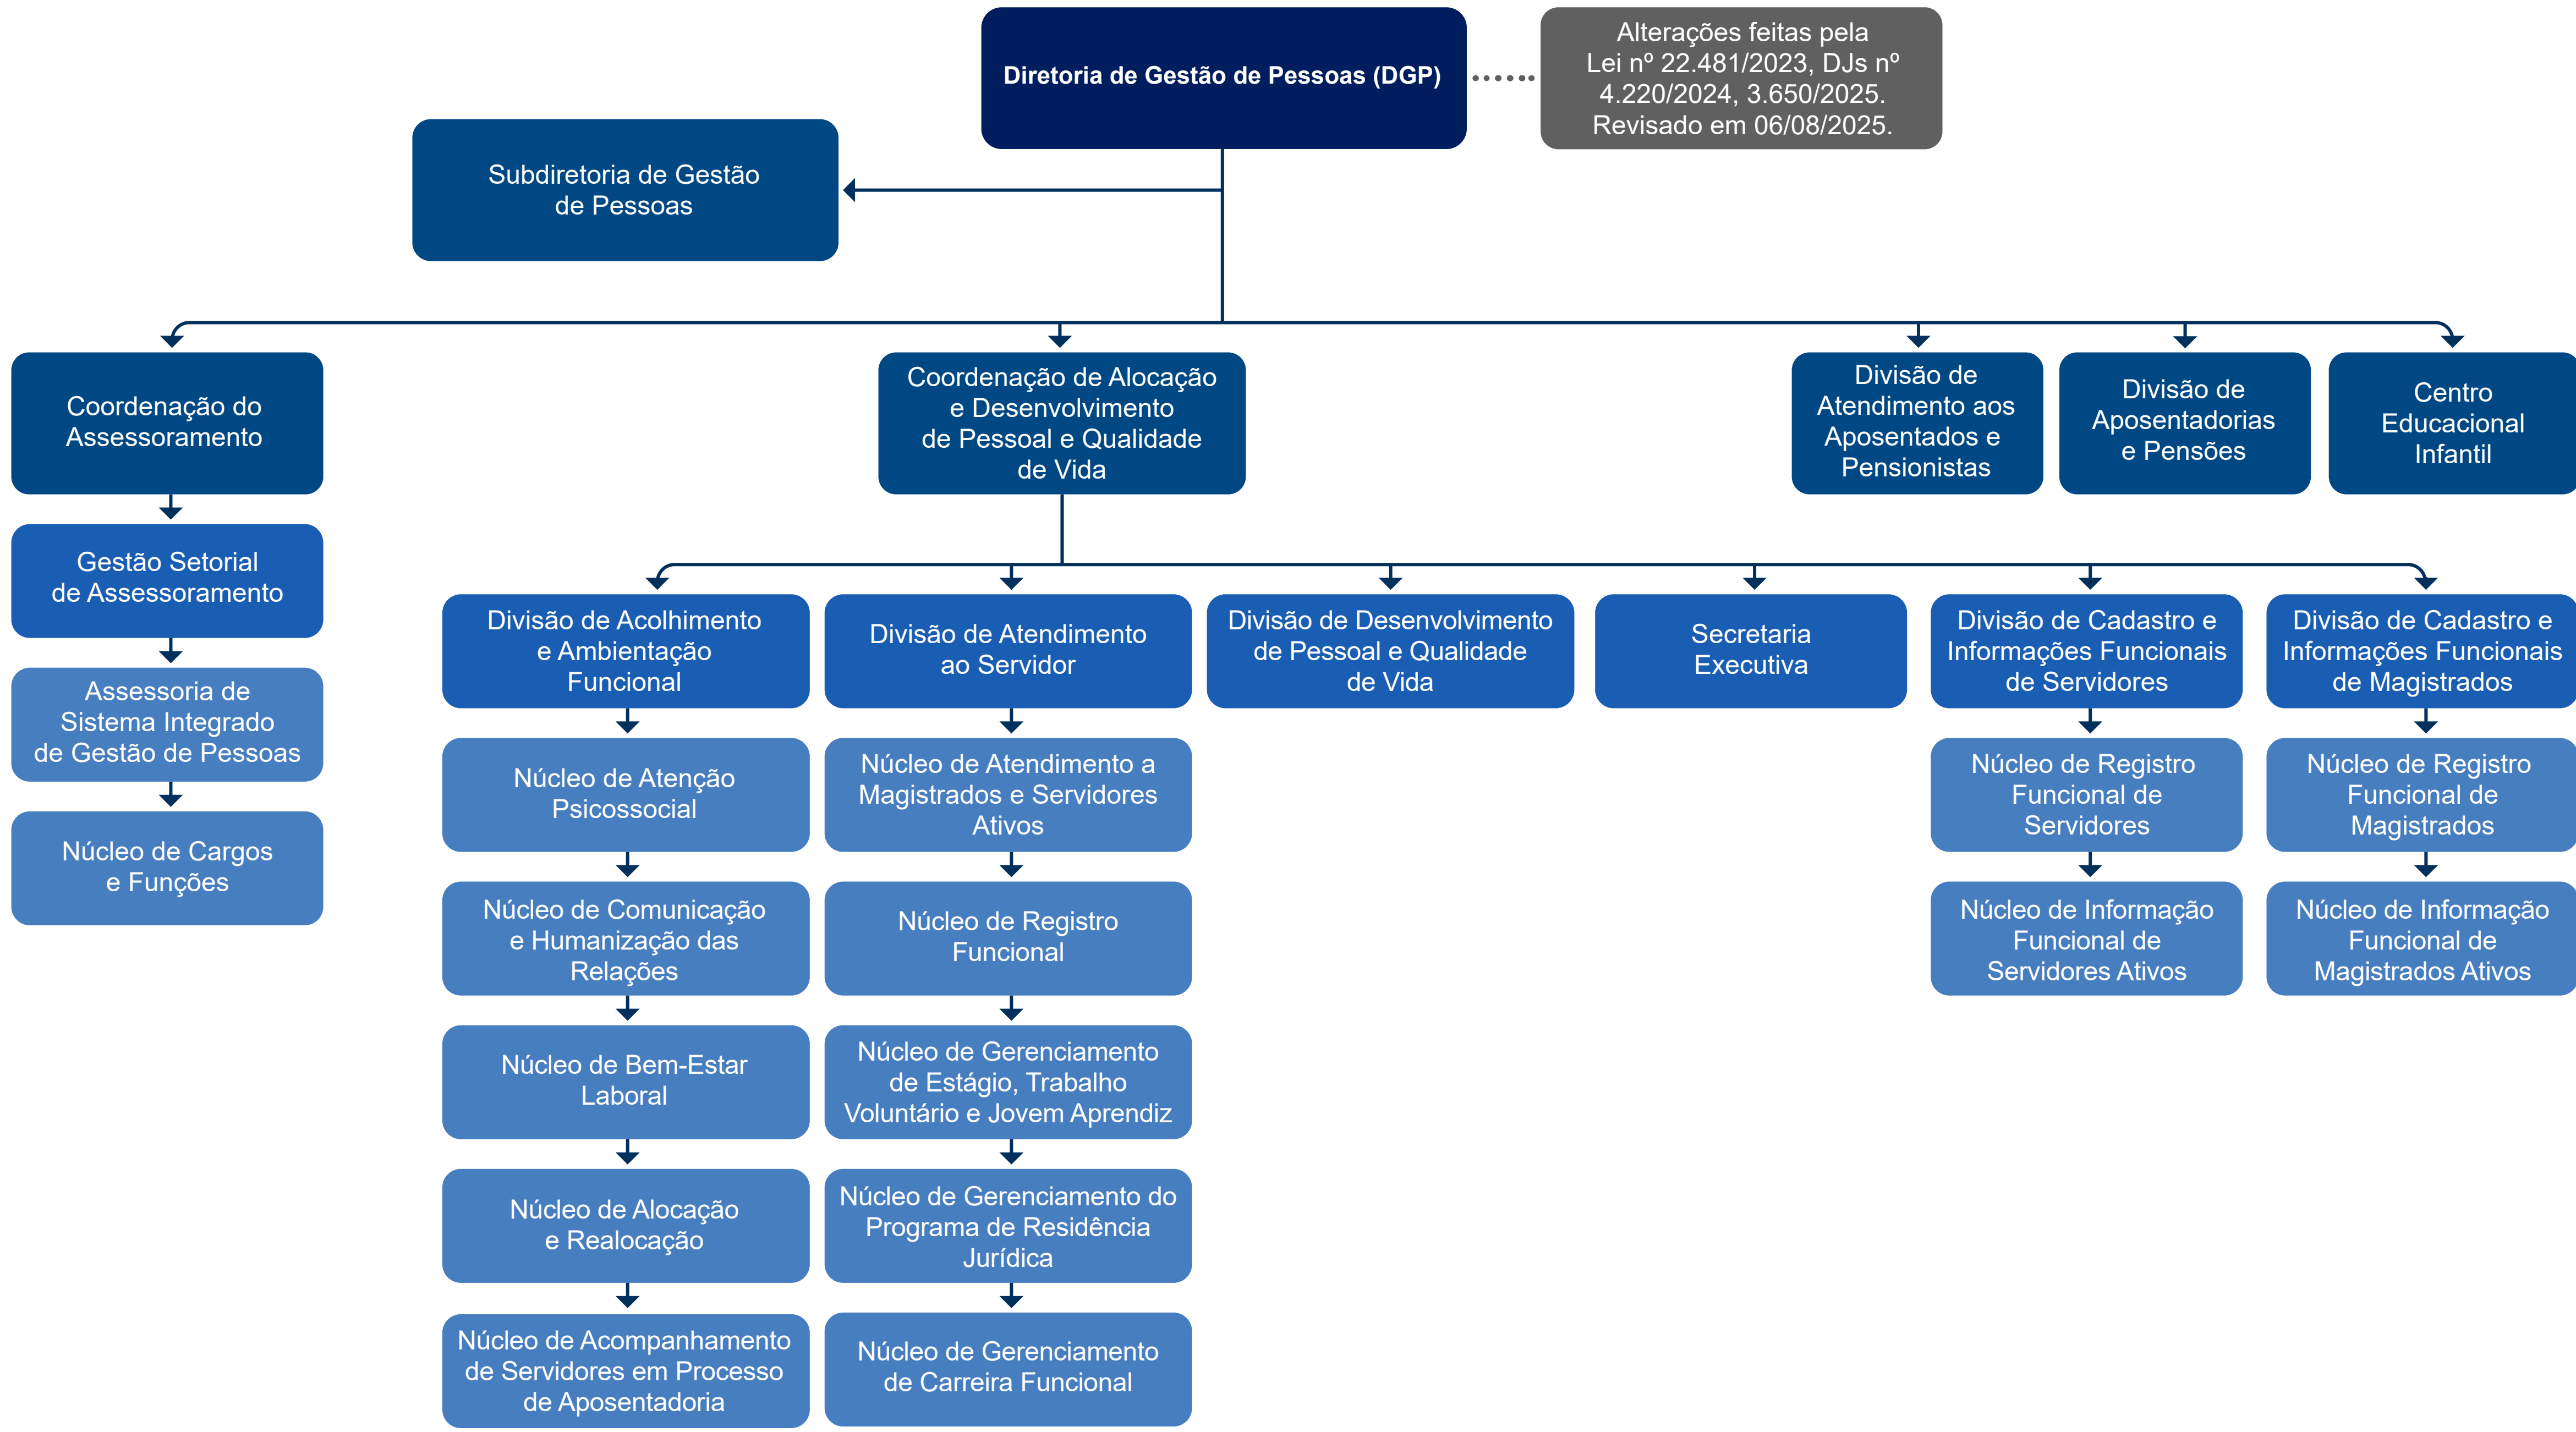 Diretoria de Gestão de Pessoas (DGP)
Alterações feitas pela
Lei nº 22.481/2023, DJs nº
4.220/2024, 3.650/2025.
Revisado em 06/08/2025.
Subdiretoria de Gestão
de Pessoas
Coordenação do
Assessoramento
Coordenação de Alocação
e Desenvolvimento
de Pessoal e Qualidade
de Vida
Divisão de
Atendimento aos
Aposentados e
Pensionistas
Divisão de
Aposentadorias
e Pensões
Centro
Educacional
Infantil
Gestão Setorial
de Assessoramento
Assessoria de
Sistema Integrado
de Gestão de Pessoas
Núcleo de Cargos
e Funções
Divisão de Acolhimento
e Ambientação
Funcional
Núcleo de Atenção
Psicossocial
Núcleo de Comunicação
e Humanização das
Relações
Núcleo de Bem-Estar
Laboral
Núcleo de Alocação
e Realocação
Núcleo de Acompanhamento
de Servidores em Processo
de Aposentadoria
Divisão de Atendimento
ao Servidor
Núcleo de Atendimento a
Magistrados e Servidores
Ativos
Núcleo de Registro
Funcional
Núcleo de Gerenciamento
de Estágio, Trabalho
Voluntário e Jovem Aprendiz
Núcleo de Gerenciamento do
Programa de Residência
Jurídica
Núcleo de Gerenciamento
de Carreira Funcional
Divisão de Desenvolvimento
de Pessoal e Qualidade
de Vida
Secretaria
Executiva
Divisão de Cadastro e
Informações Funcionais
de Servidores
Núcleo de Registro
Funcional de
Servidores
Núcleo de Informação
Funcional de
Servidores Ativos
Divisão de Cadastro e
Informações Funcionais
de Magistrados
Núcleo de Registro
Funcional de
Magistrados
Núcleo de Informação
Funcional de
Magistrados Ativos